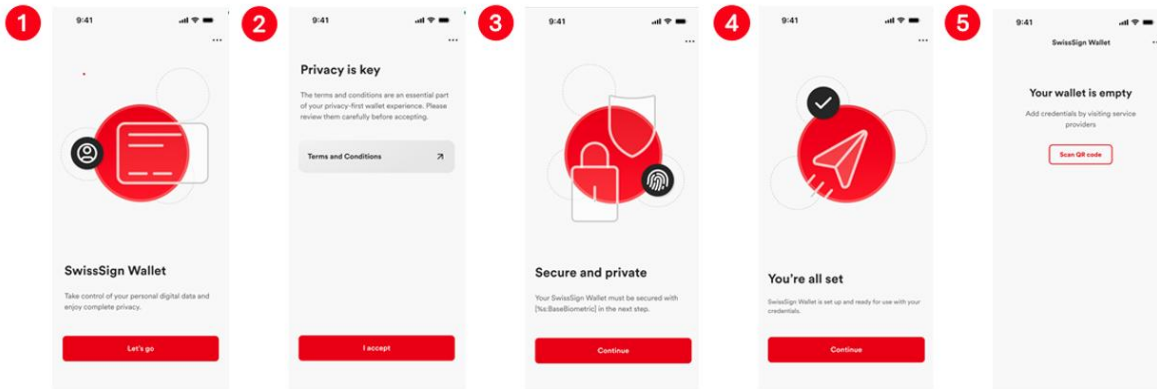 1
9:41
SwissSign Wallet
Take control of your personal digital data and
enjoy complete privacy.
Let's go
2
9:41
Privacy is key
The terms and conditions are an essential part
of your privacy-first wallet experience. Please
review them carefully before accepting.
Terms and Conditions
I accept
3
9:41
Secure and private
Your SwissSign Wallet must be secured with
[%s:BaseBiometric] in the next step.
Continue
4
9:41
You're all set
SwissSign Wallet is set up and ready for use with your
credentials.
Continue
5
9:41
SwissSign Wallet
Your wallet is empty
Add credentials by visiting service
providers
Scan QR code